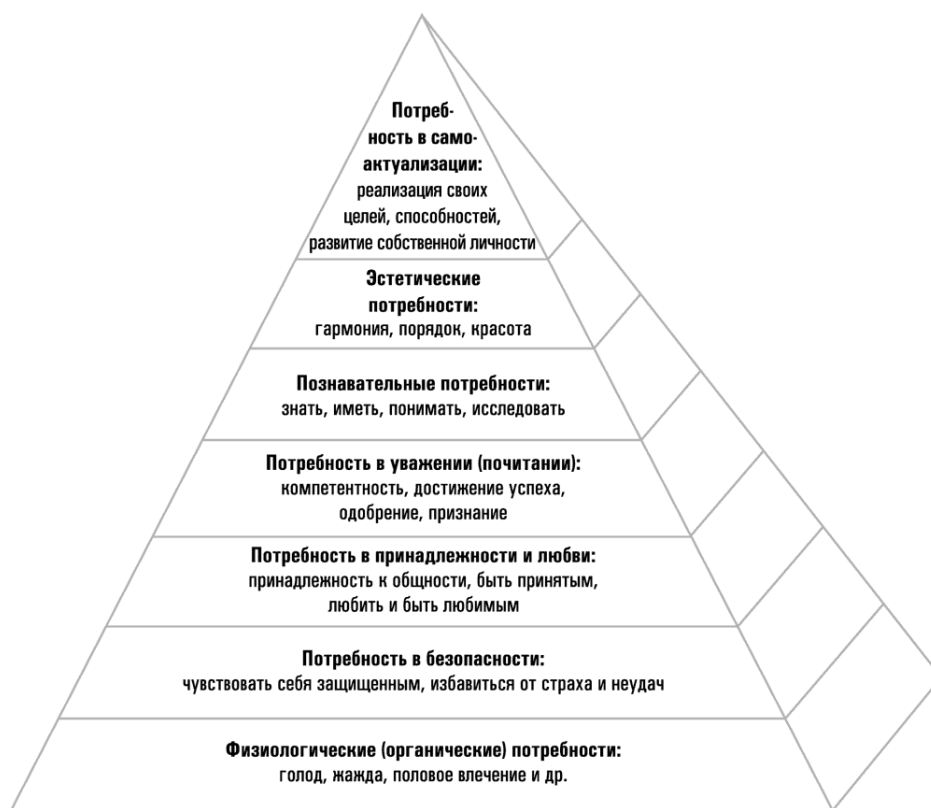 Потреб-
ность в само-
актуализации:
реализация своих
целей, способностей,
развитие собственной личности
Эстетические
потребности:
гармония, порядок, красота
Познавательные потребности:
знать, иметь, понимать, исследовать
Потребность в уважении (почитании):
компетентность, достижение успеха,
одобрение, признание
Потребность в принадлежности и любви:
принадлежность к общности, быть принятым,
любить и быть любимым
Потребность в безопасности:
чувствовать себя защищенным, избавиться от страха и неудач
Физиологические (органические) потребности:
голод, жажда, половое влечение и др.